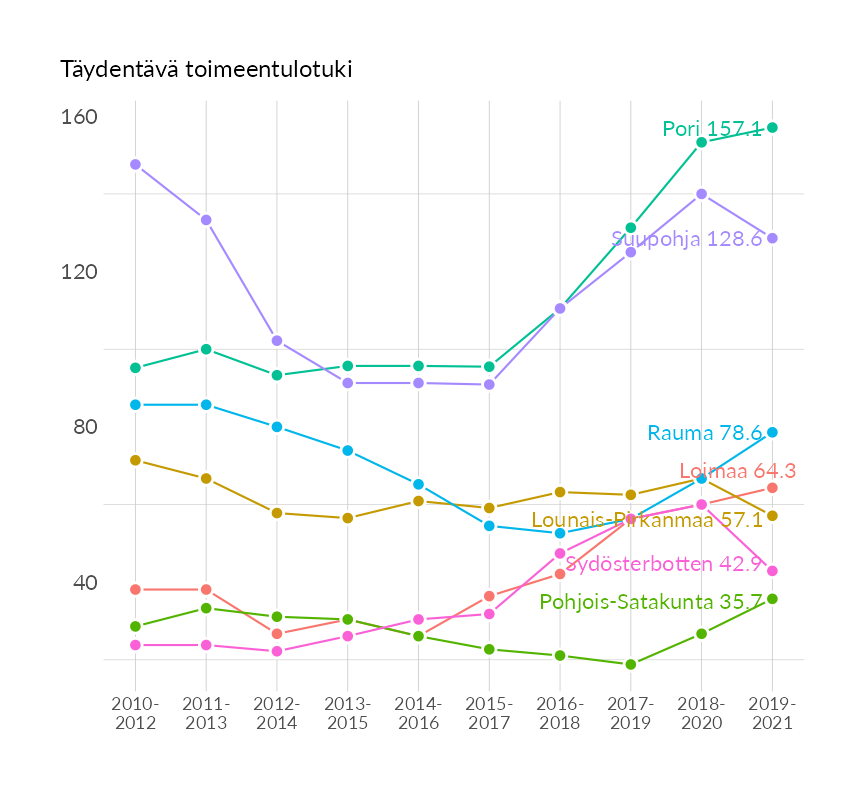 Täydentävä toimeentulotuki
160
Pori 157.1
Suupohja 128.6
120
Rauma 78.6
80
Loimaa 64.3
Lounais-Pirkanmaa 57.1
Sydösterbotten 42.9
40
Pohjois-Satakunta 35.7
2010- 2011- 2012- 2013- 2014- 2015- 2016- 2017- 2018- 2019-
2012 2013 2014 2015 2016 2017 2018 2019 2020 2021